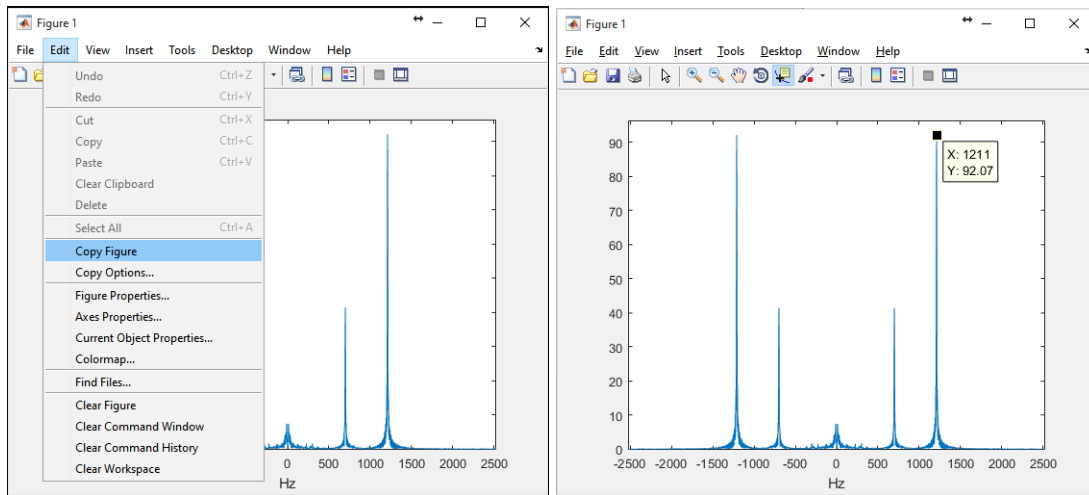 Figure 1
File Edit View Insert Tools Desktop Window Help
Undo Ctrl+Z
Redo Ctrl+Y
Cut Ctrl+X
Copy Ctrl+C
Paste Ctrl+V
Clear Clipboard
Delete
Select All Ctrl+A
Copy Figure
Copy Options...
Figure Properties...
Axes Properties...
Current Object Properties...
Colormap...
Find Files...
Clear Figure
Clear Command Window
Clear Command History
Clear Workspace
0 500 1000 1500 2000 2500
Hz
Figure 1
File Edit View Insert Tools Desktop Window Help
X: 1211
Y: 92.07
90
80
70
60
50
40
30
20
10
0
-2500 -2000 -1500 -1000 -500 0 500 1000 1500 2000 2500
Hz